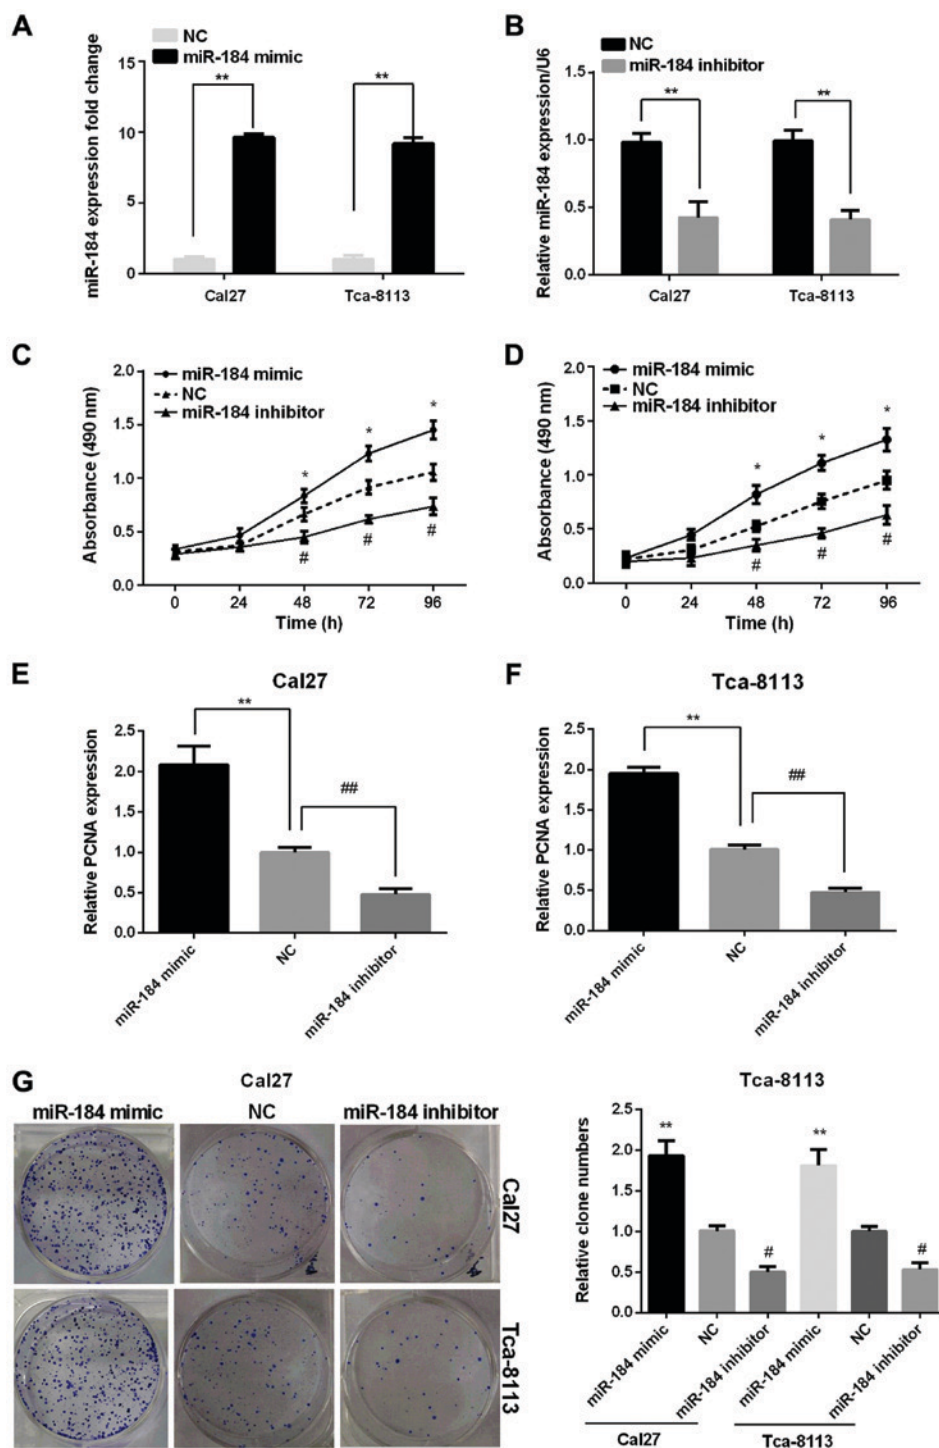 A
NC
miR-184 mimic
miR-184 expression fold change
15
10
5
0
**
**
Cal27
Tca-8113
B
NC
miR-184 inhibitor
Relative miR-184 expression/U6
1.5
1.0
0.5
0.0
**
**
Cal27
Tca-8113
C
miR-184 mimic
NC
miR-184 inhibitor
Absorbance (490 nm)
2.0
1.5
1.0
0.5
0.0
* * *
# # #
0 24 48 72 96
Time (h)
D
miR-184 mimic
NC
miR-184 inhibitor
Absorbance (490 nm)
2.0
1.5
1.0
0.5
0.0
* * *
# # #
0 24 48 72 96
Time (h)
E
Cal27
Relative PCNA expression
2.5
2.0
1.5
1.0
0.5
0.0
**
##
miR-184 mimic
NC
miR-184 inhibitor
F
Tca-8113
Relative PCNA expression
2.5
2.0
1.5
1.0
0.5
0.0
**
##
miR-184 mimic
NC
miR-184 inhibitor
G
Cal27
miR-184 mimic NC miR-184 inhibitor
Cal27
Tca-8113
Tca-8113
Relative clone numbers
2.5
2.0
1.5
1.0
0.5
0.0
**
#
**
#
miR-184 mimic
NC
miR-184 inhibitor
miR-184 mimic
NC
miR-184 inhibitor
Cal27
Tca-8113